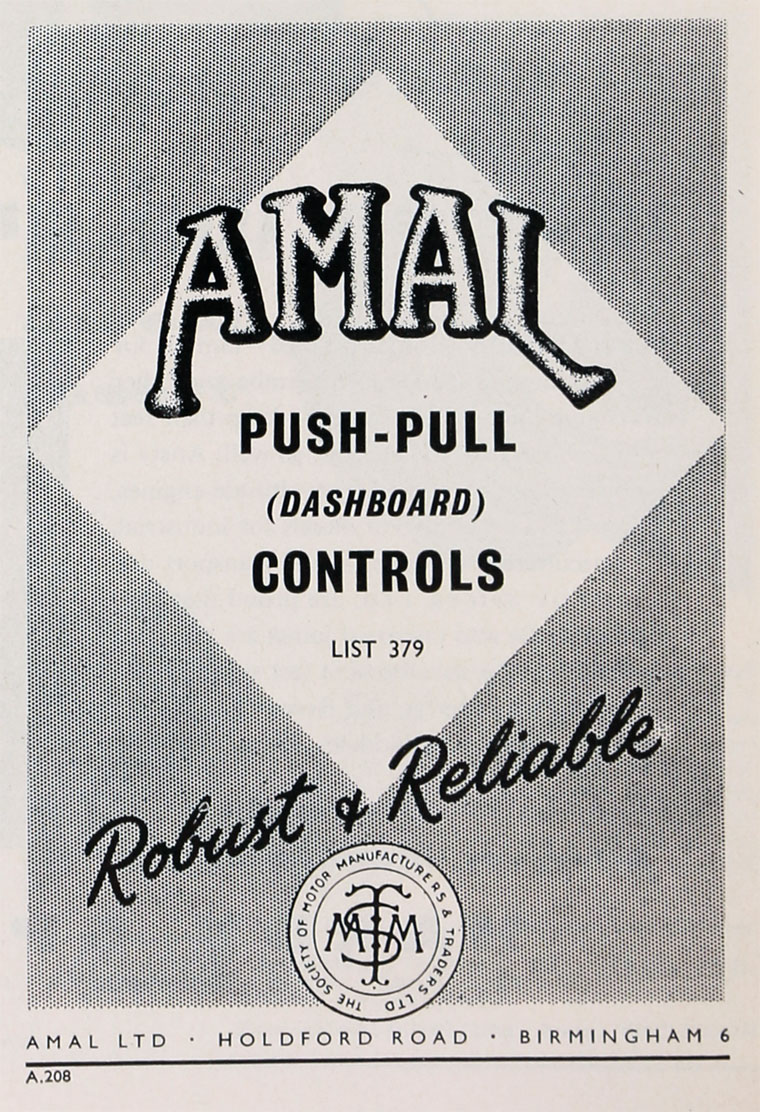 AMAL
PUSH-PULL
(DASHBOARD)
CONTROLS
LIST 379
Robust & Reliable
THE SOCIETY OF MOTOR MANUFACTURERS & TRADERS LTD
SMMT
AMAL LTD · HOLDFORD ROAD · BIRMINGHAM 6
A.208